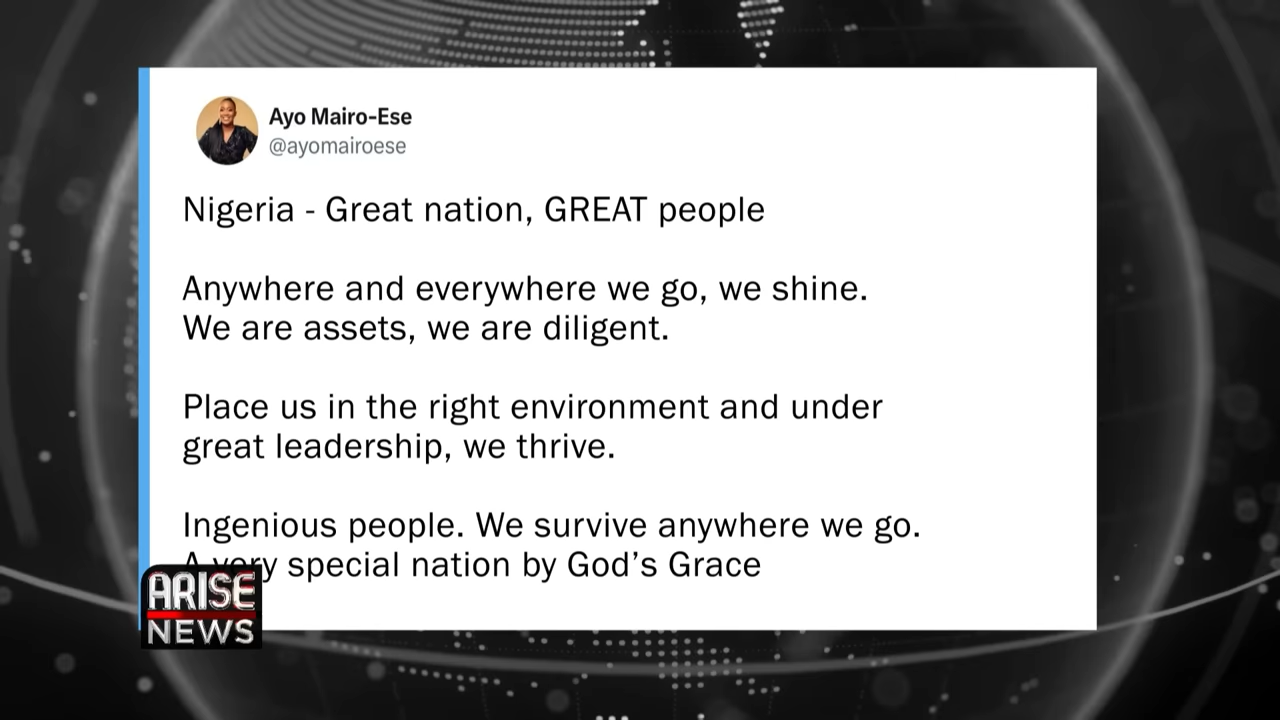 Ayo Mairo-Ese
@ayomairoese
Nigeria - Great nation, GREAT people
Anywhere and everywhere we go, we shine.
We are assets, we are diligent.
Place us in the right environment and under
great leadership, we thrive.
Ingenious people. We survive anywhere we go.
A very special nation by God’s Grace
ARISE
NEWS